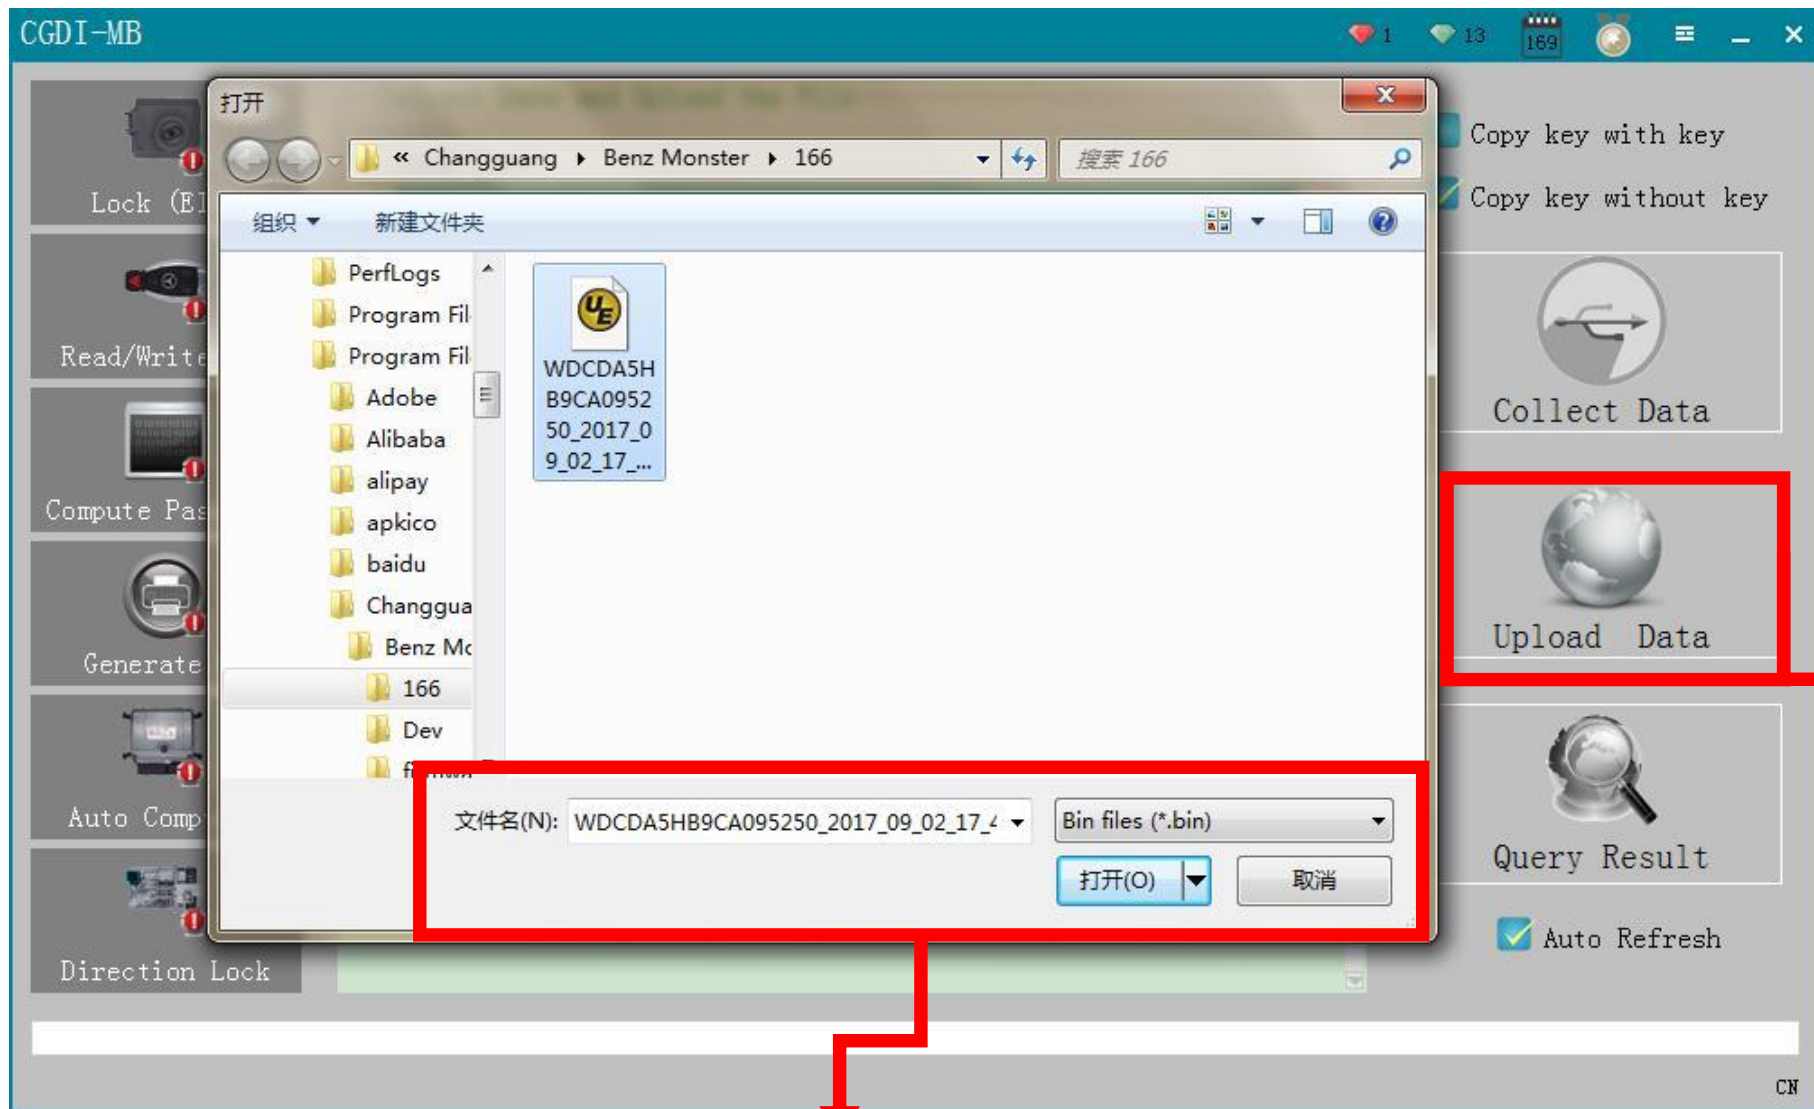 CGDI-MB
1
13
169
打开
« Changguang ▸ Benz Monster ▸ 166
搜索 166
组织
新建文件夹
PerfLogs
Program Fil
Program Fil
Adobe
Alibaba
alipay
apkico
baidu
Changgua
Benz Mc
166
Dev
UE
WDCDA5H
B9CA0952
50_2017_0
9_02_17_...
文件名(N):
WDCDA5HB9CA095250_2017_09_02_17_4
Bin files (*.bin)
打开(O)
取消
Lock (EI
Read/Write
Compute Pas
Generate
Auto Comp
Direction Lock
Copy key with key
Copy key without key
Collect Data
Upload Data
Query Result
Auto Refresh
CN